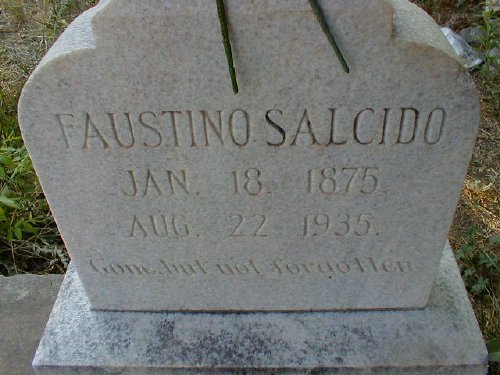 FAUSTINO SALCIDO
JAN. 18. 1875.
AUG. 22 1935.
Gone, but not forgotten